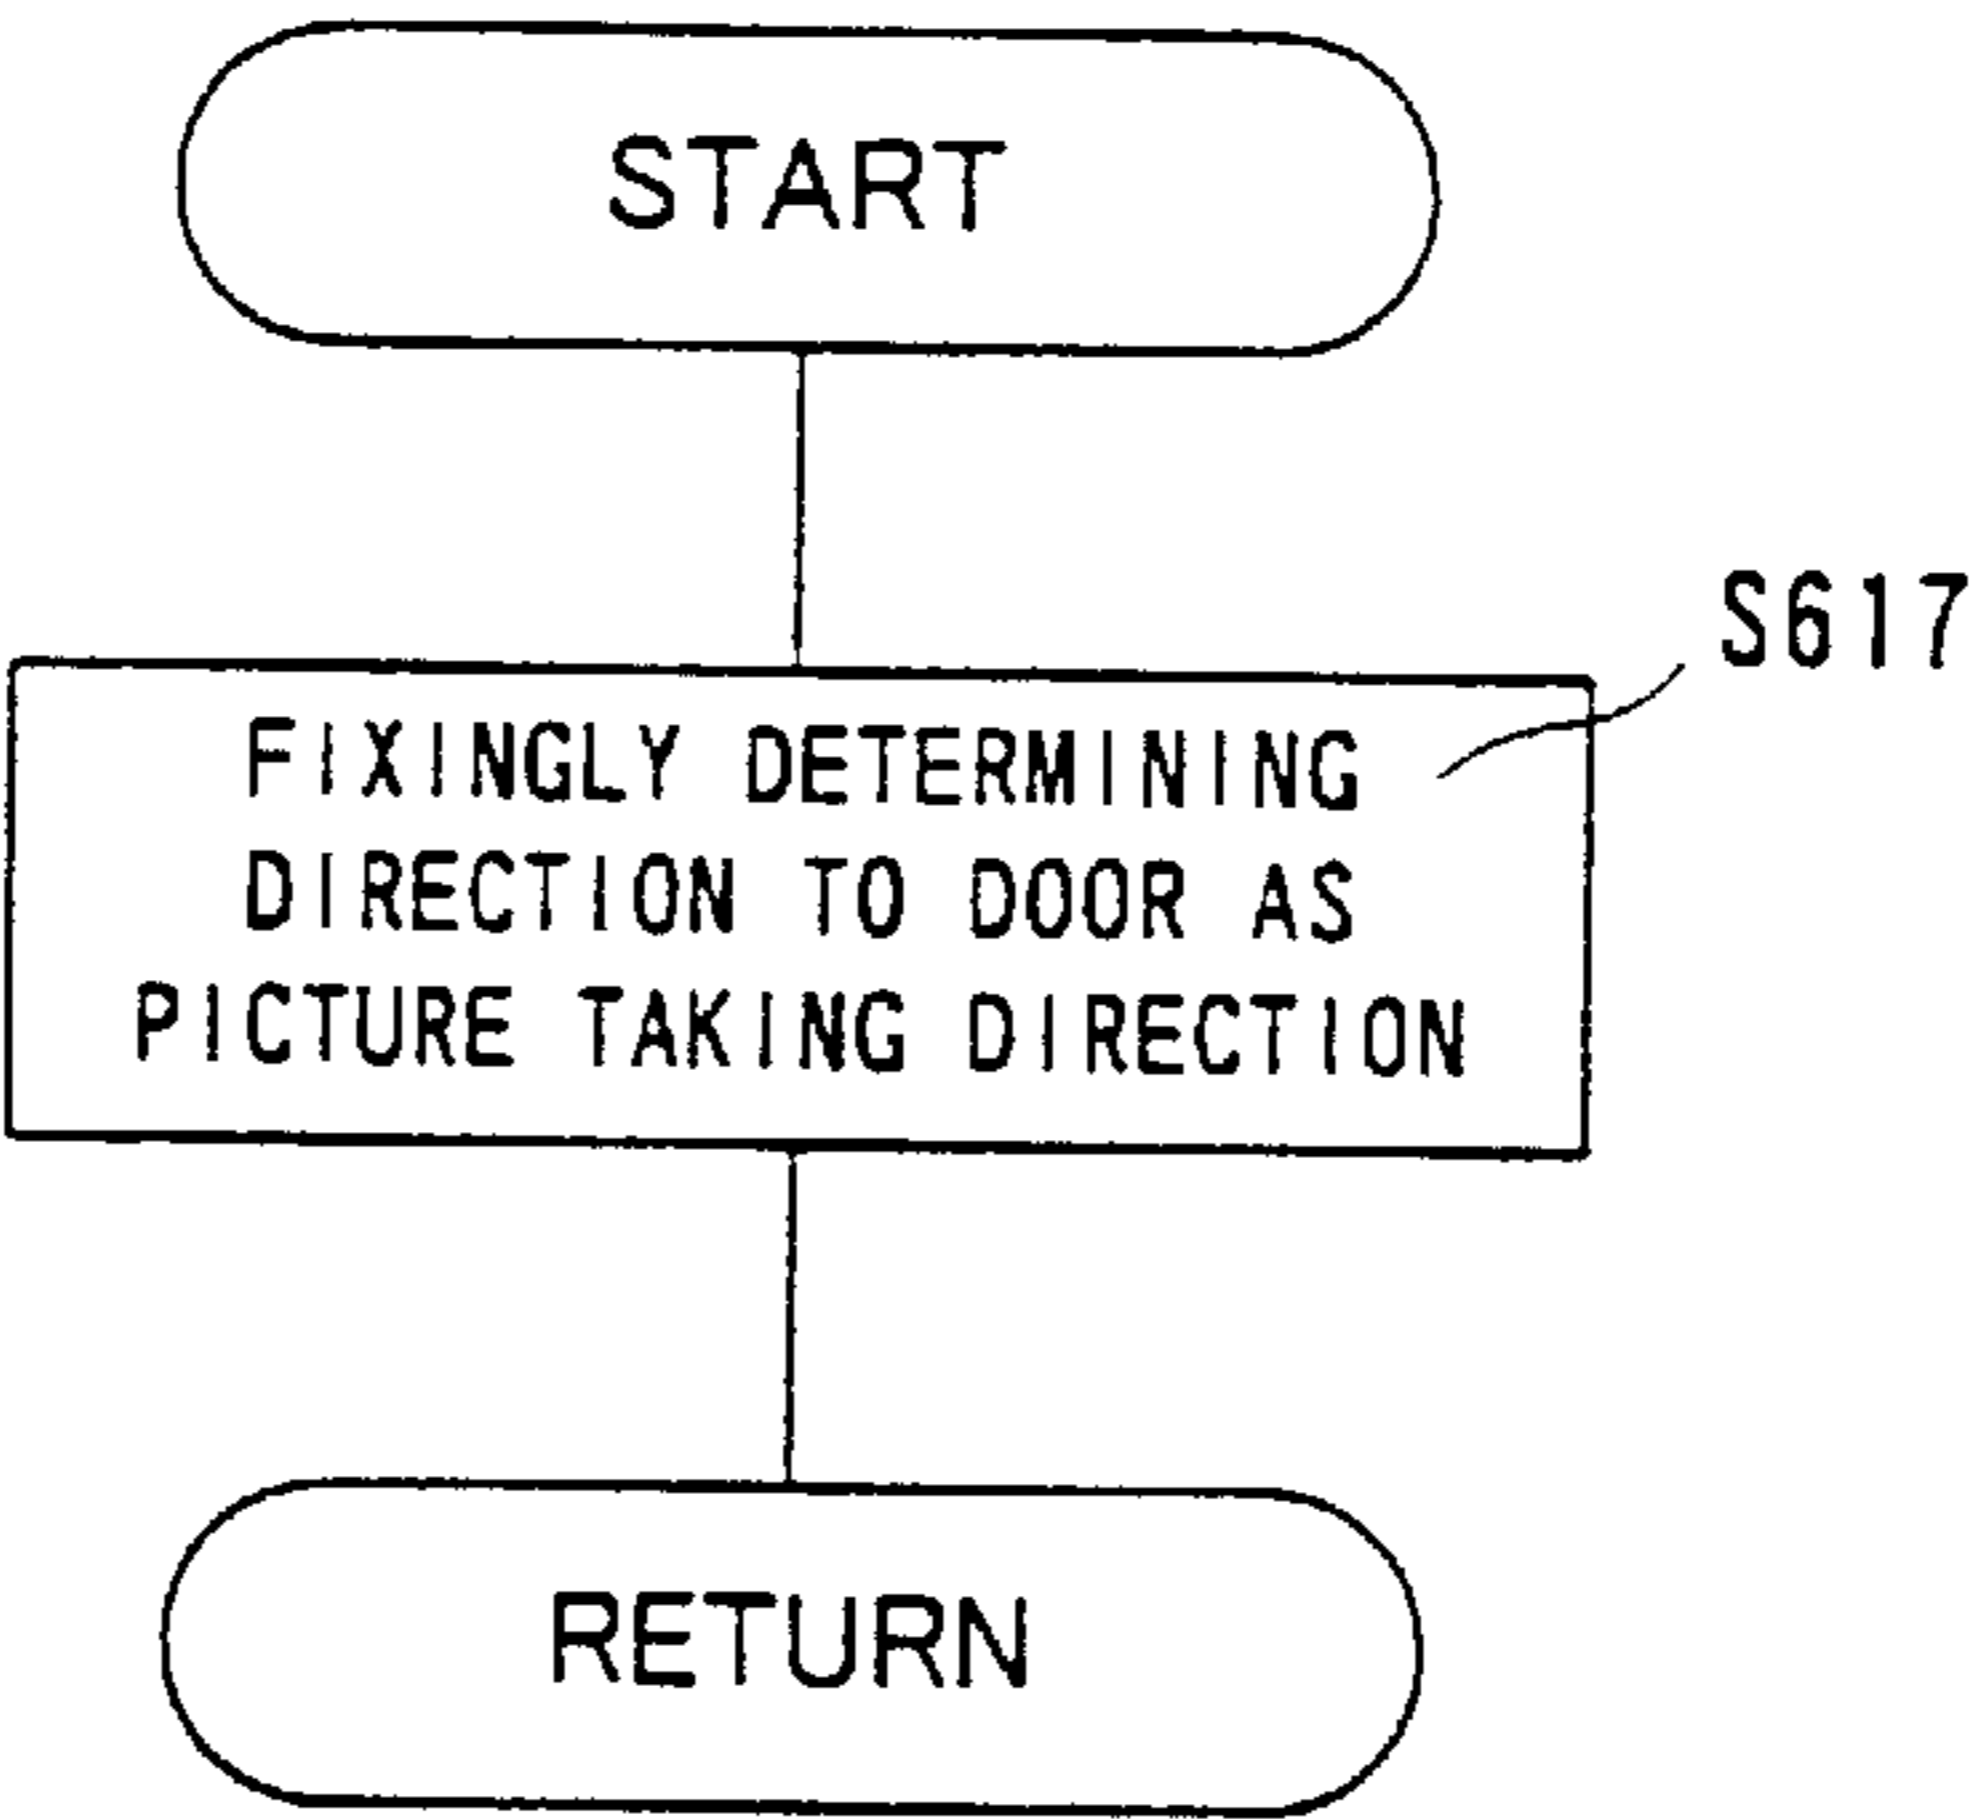 START
S617
FIXINGLY DETERMINING
DIRECTION TO DOOR AS
PICTURE TAKING DIRECTION
RETURN